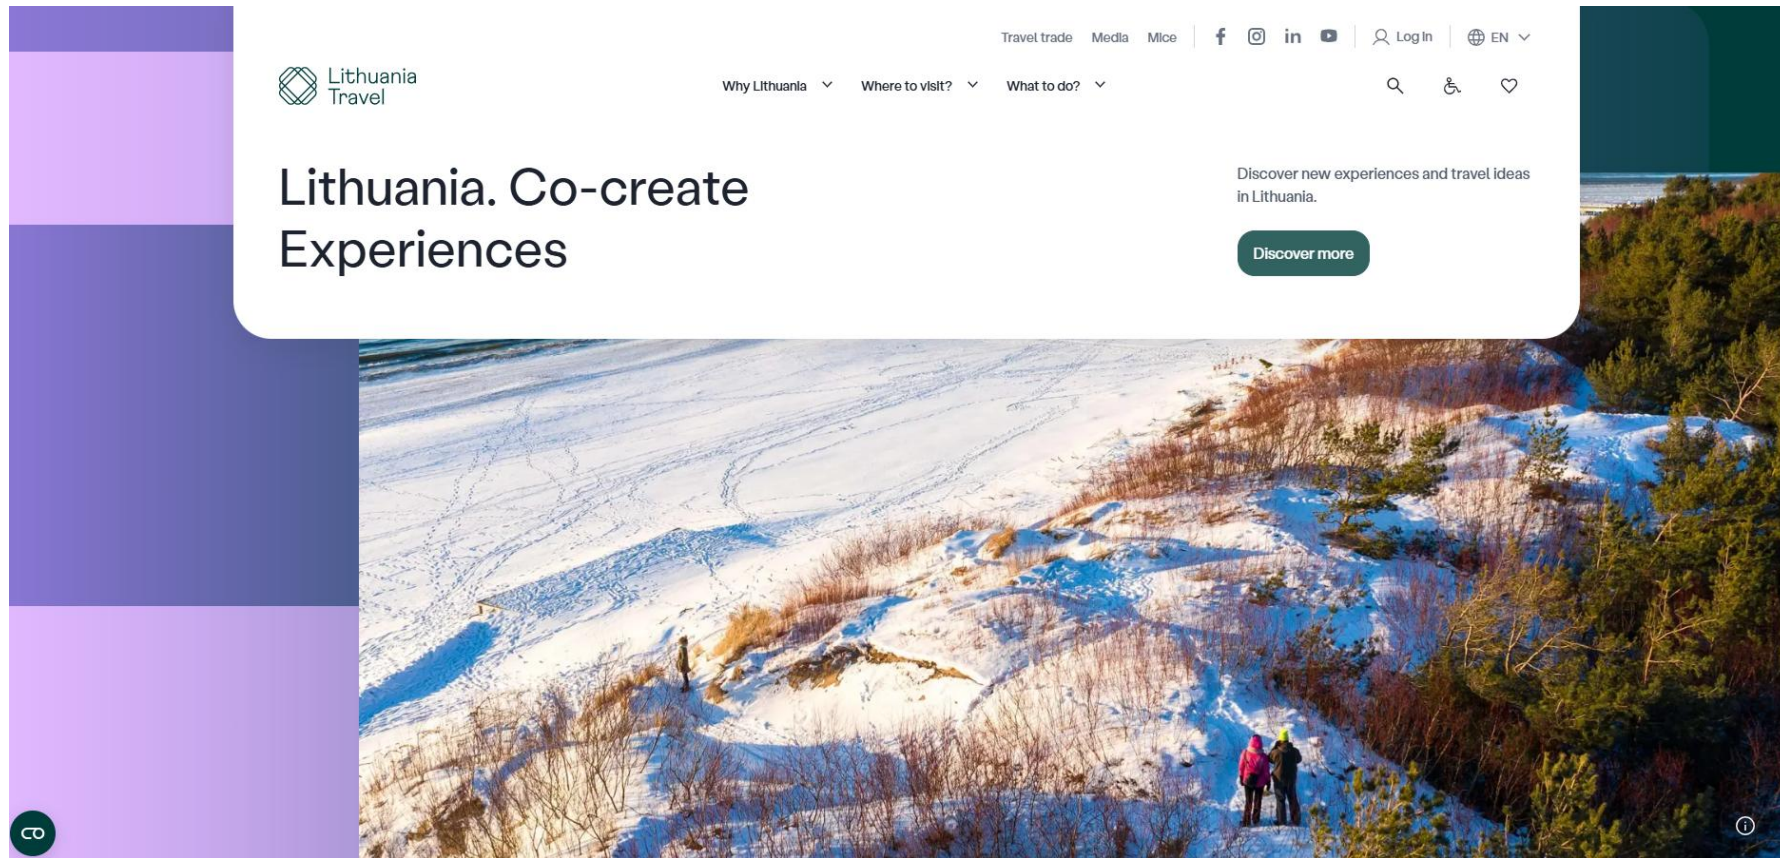 Travel trade Media Mice Log In EN
Lithuania
Travel
Why Lithuania Where to visit? What to do?
Lithuania. Co-create
Experiences
Discover new experiences and travel ideas
in Lithuania.
Discover more